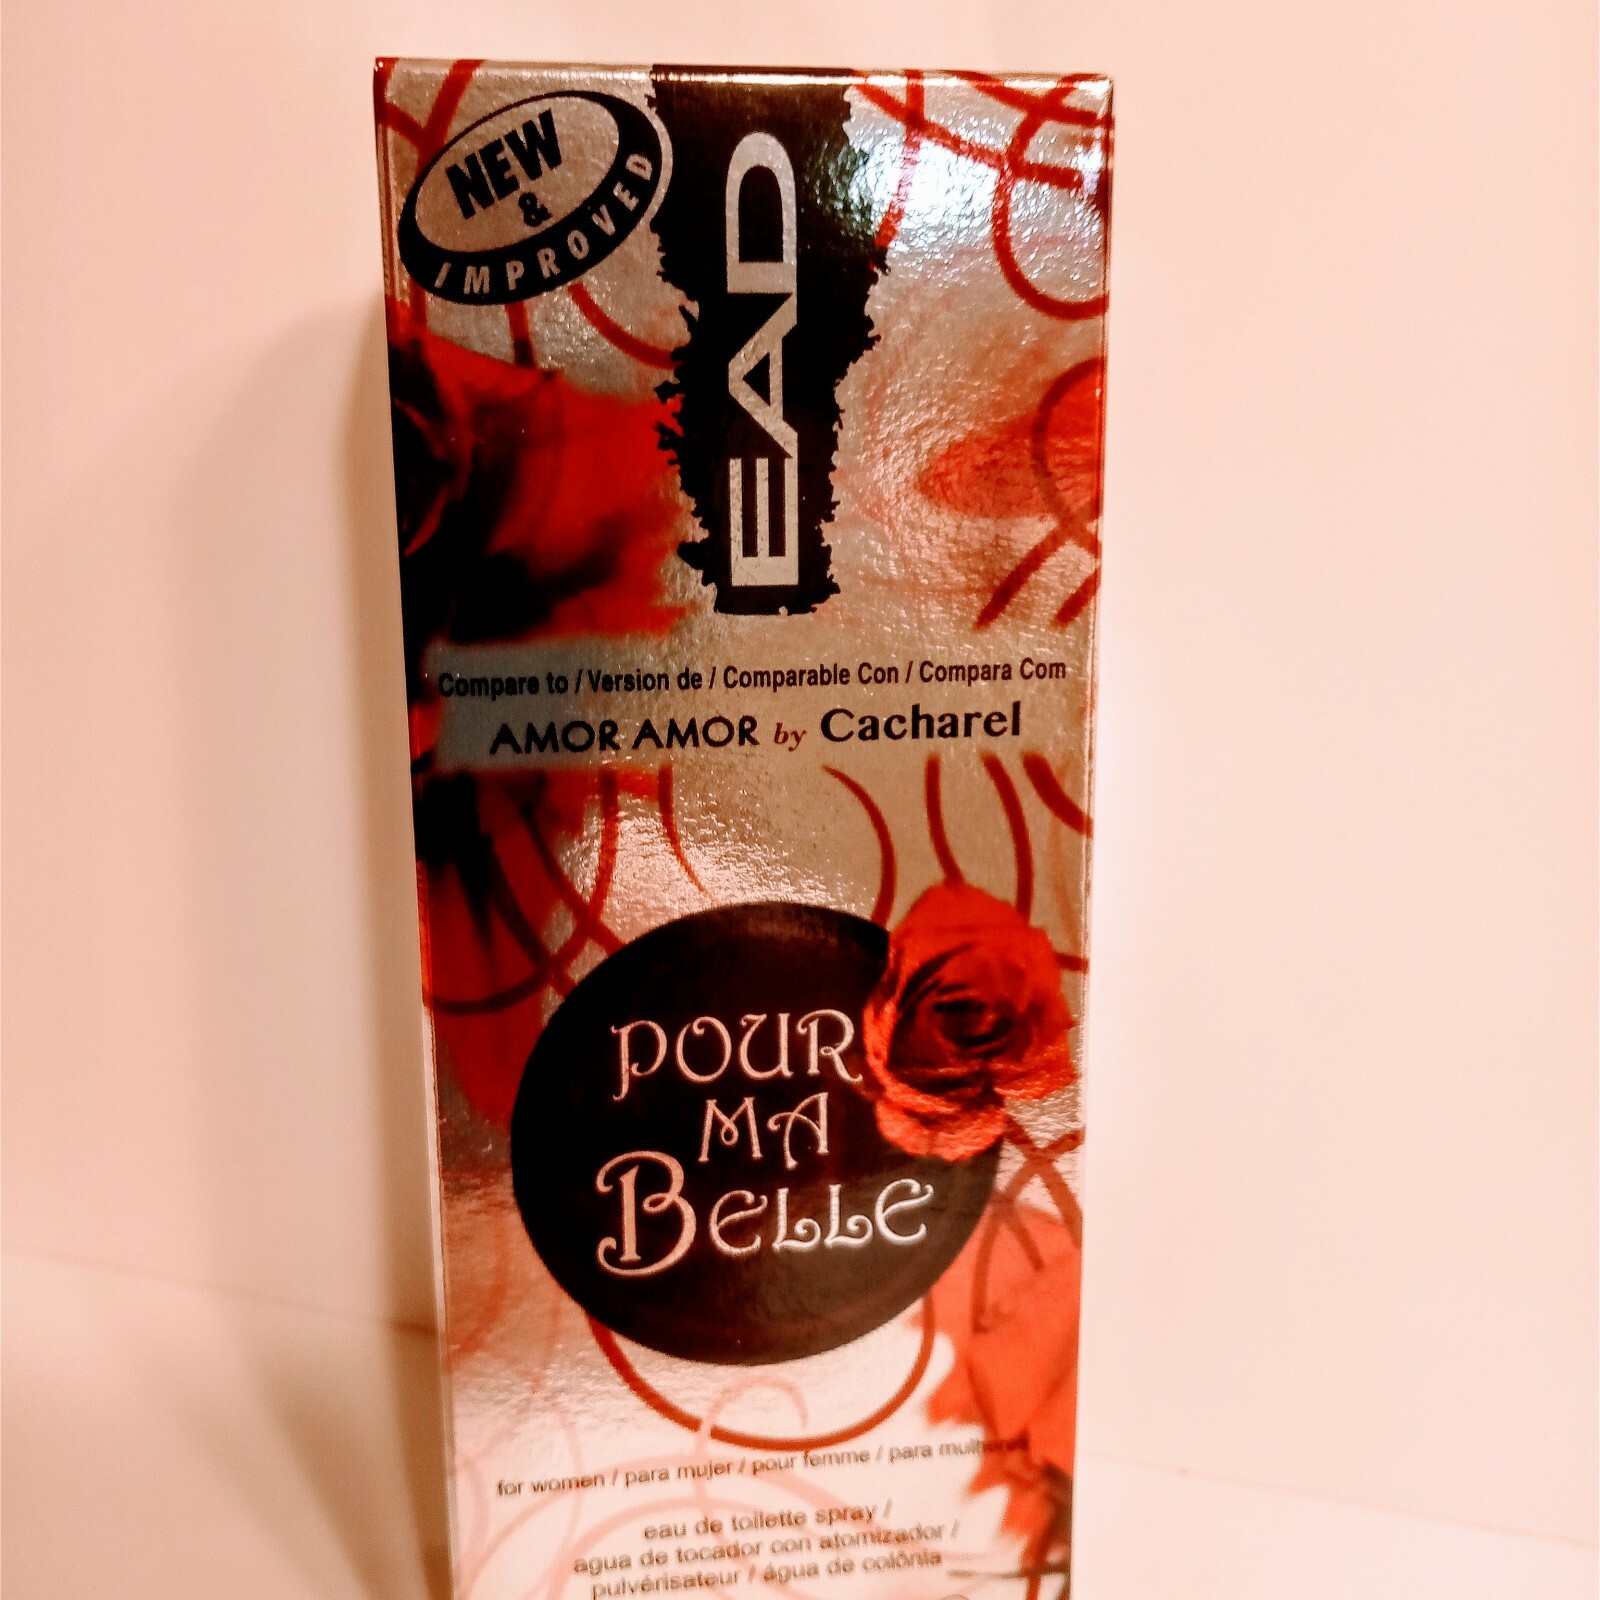 NEW
&
IMPROVED
EAD
Compare to / Version de / Comparable Con / Compara Com
AMOR AMOR by Cacharel
POUR
MA
BELLE
for women / para mujer / pour femme / para mulheres
eau de toilette spray /
agua de tocador con atomizador /
pulvérisateur / água de colônia